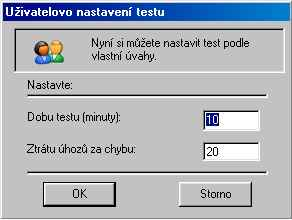 Uživatelovo nastavení testu
Nyní si můžete nastavit test podle
vlastní úvahy.
Nastavte:
Dobu testu (minuty): 10
Ztrátu úhozů za chybu: 20
OK Storno